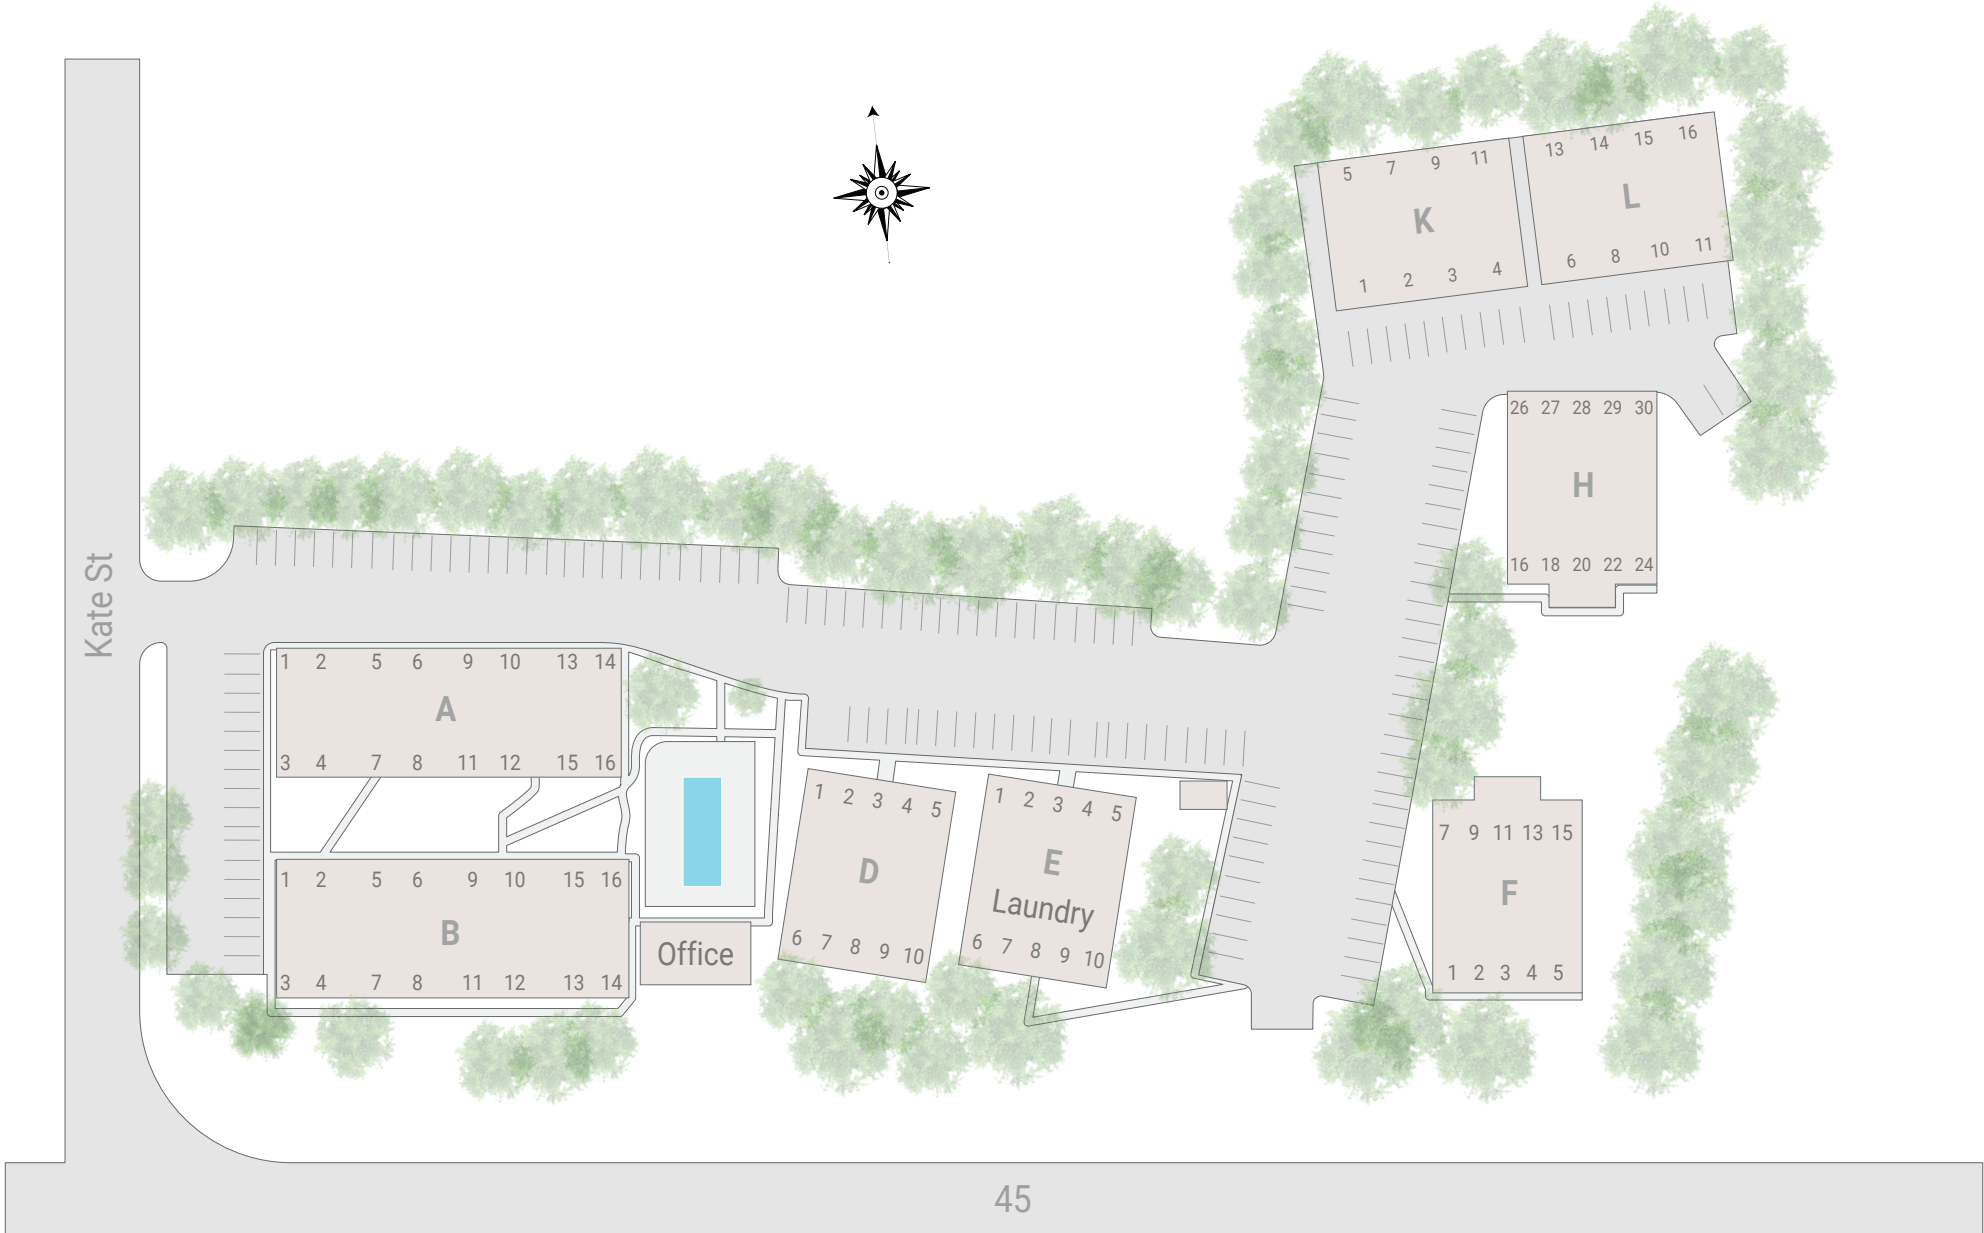 5 7 9 11
K
1 2 3 4
13 14 15 16
L
6 8 10 11
26 27 28 29 30
H
16 18 20 22 24
Kate St
1 2 5 6 9 10 13 14
A
3 4 7 8 11 12 15 16
1 2 5 6 9 10 15 16
B
3 4 7 8 11 12 13 14
Office
1 2 3 4 5
D
6 7 8 9 10
1 2 3 4 5
E
Laundry
6 7 8 9 10
7 9 11 13 15
F
1 2 3 4 5
45